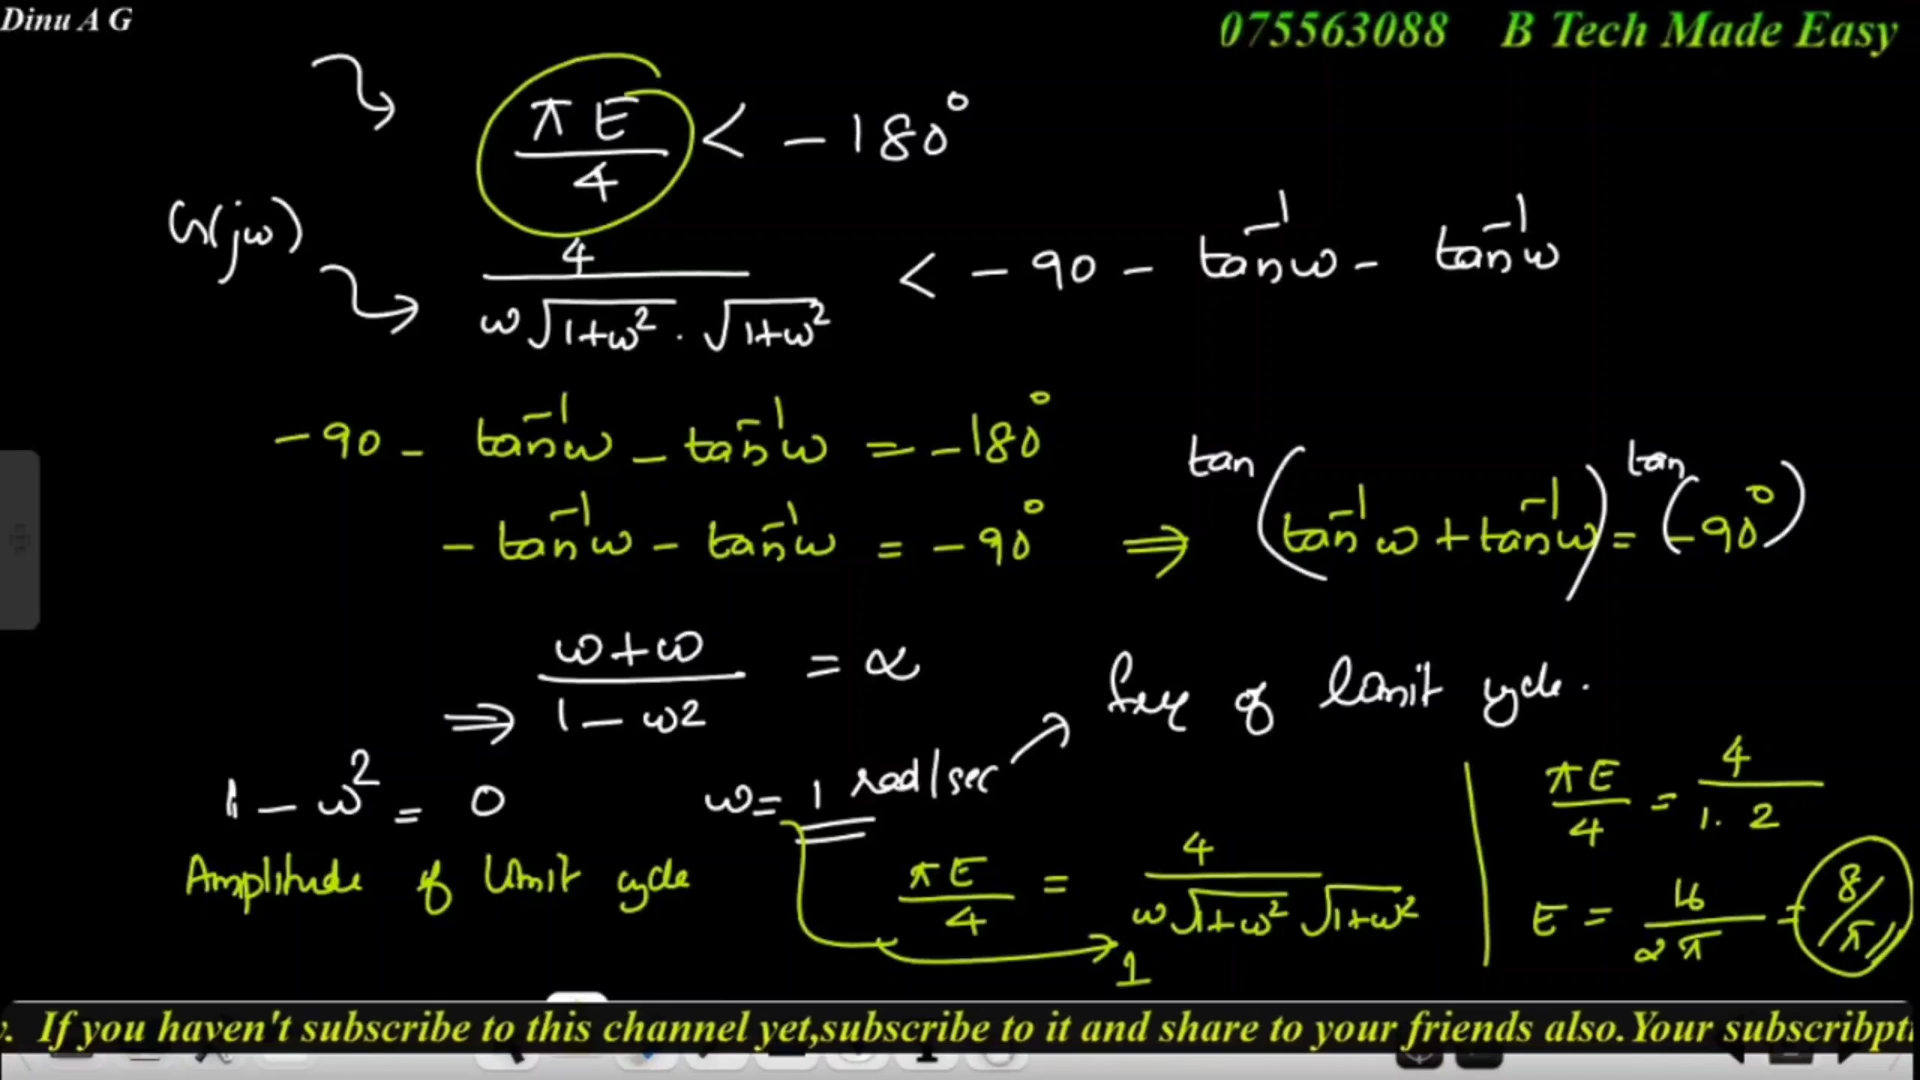 Dinu A G
075563088 B Tech Made Easy
πE/4 < -180°
G(jω)
4/(ω√(1+ω²) · √(1+ω²)) < -90 - tan⁻¹ω - tan⁻¹ω
-90 - tan⁻¹ω - tan⁻¹ω = -180°
-tan⁻¹ω - tan⁻¹ω = -90° ⇒ tan(tan⁻¹ω + tan⁻¹ω) = tan(-90°)
⇒ (ω+ω)/(1-ω2) = α
freq of limit cycle.
1 - ω² = 0 ω = 1 rad/sec
Amplitude of limit cycle
πE/4 = 4/(ω√(1+ω²) √(1+ω²))
1
πE/4 = 4/(1. 2)
E = 16/(2π) = 8/π
. If you haven't subscribe to this channel yet,subscribe to it and share to your friends also.Your subscribpt